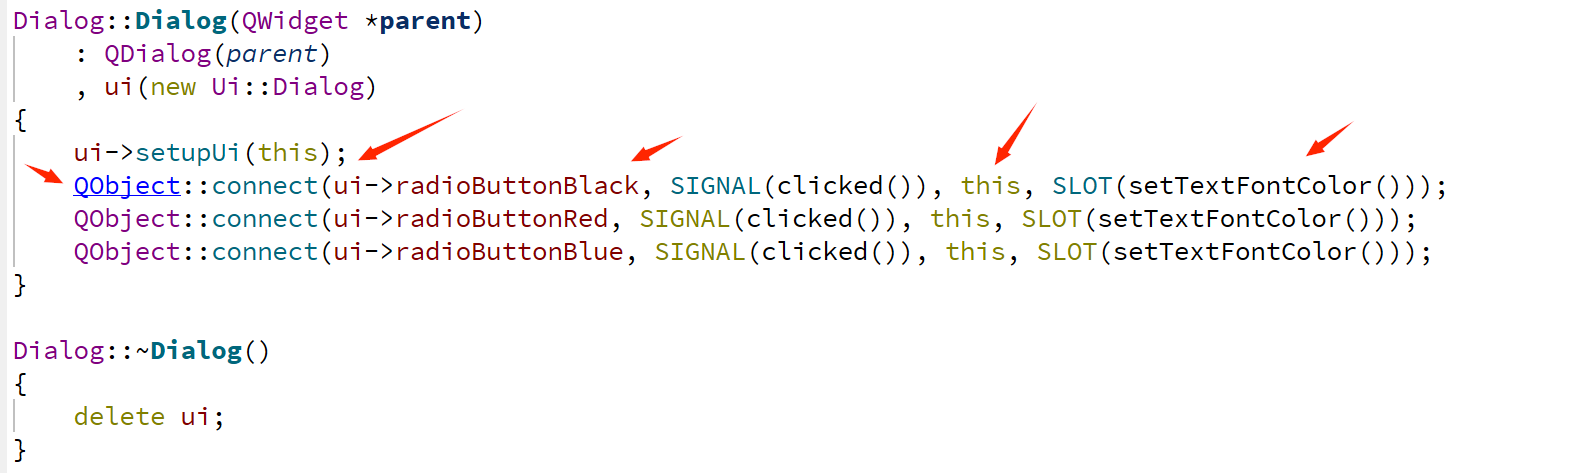 Dialog::Dialog(QWidget *parent)
    : QDialog(parent)
    , ui(new Ui::Dialog)
{
    ui->setupUi(this);
    QObject::connect(ui->radioButtonBlack, SIGNAL(clicked()), this, SLOT(setTextFontColor()));
    QObject::connect(ui->radioButtonRed, SIGNAL(clicked()), this, SLOT(setTextFontColor()));
    QObject::connect(ui->radioButtonBlue, SIGNAL(clicked()), this, SLOT(setTextFontColor()));
}

Dialog::~Dialog()
{
    delete ui;
}